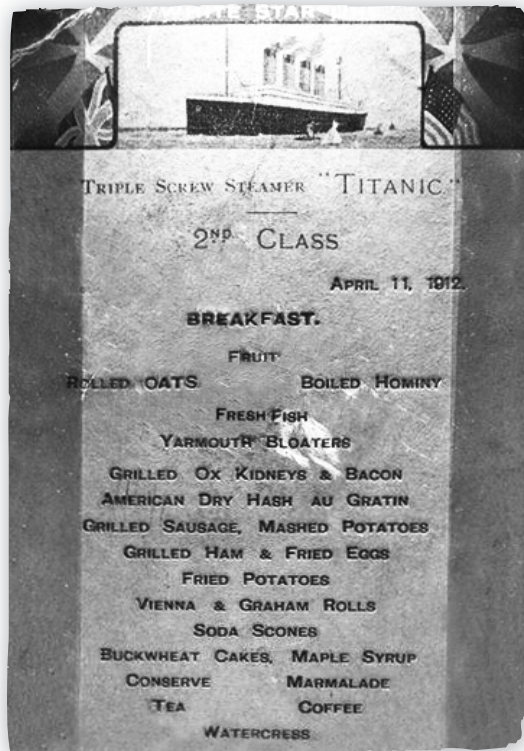 STAR
TRIPLE SCREW STEAMER "TITANIC."
2ND CLASS
APRIL 11, 1912.
BREAKFAST.
FRUIT
ROLLED OATS BOILED HOMINY
FRESH FISH
YARMOUTH BLOATERS
GRILLED OX KIDNEYS & BACON
AMERICAN DRY HASH AU GRATIN
GRILLED SAUSAGE, MASHED POTATOES
GRILLED HAM & FRIED EGGS
FRIED POTATOES
VIENNA & GRAHAM ROLLS
SODA SCONES
BUCKWHEAT CAKES, MAPLE SYRUP
CONSERVE MARMALADE
TEA COFFEE
WATERCRESS